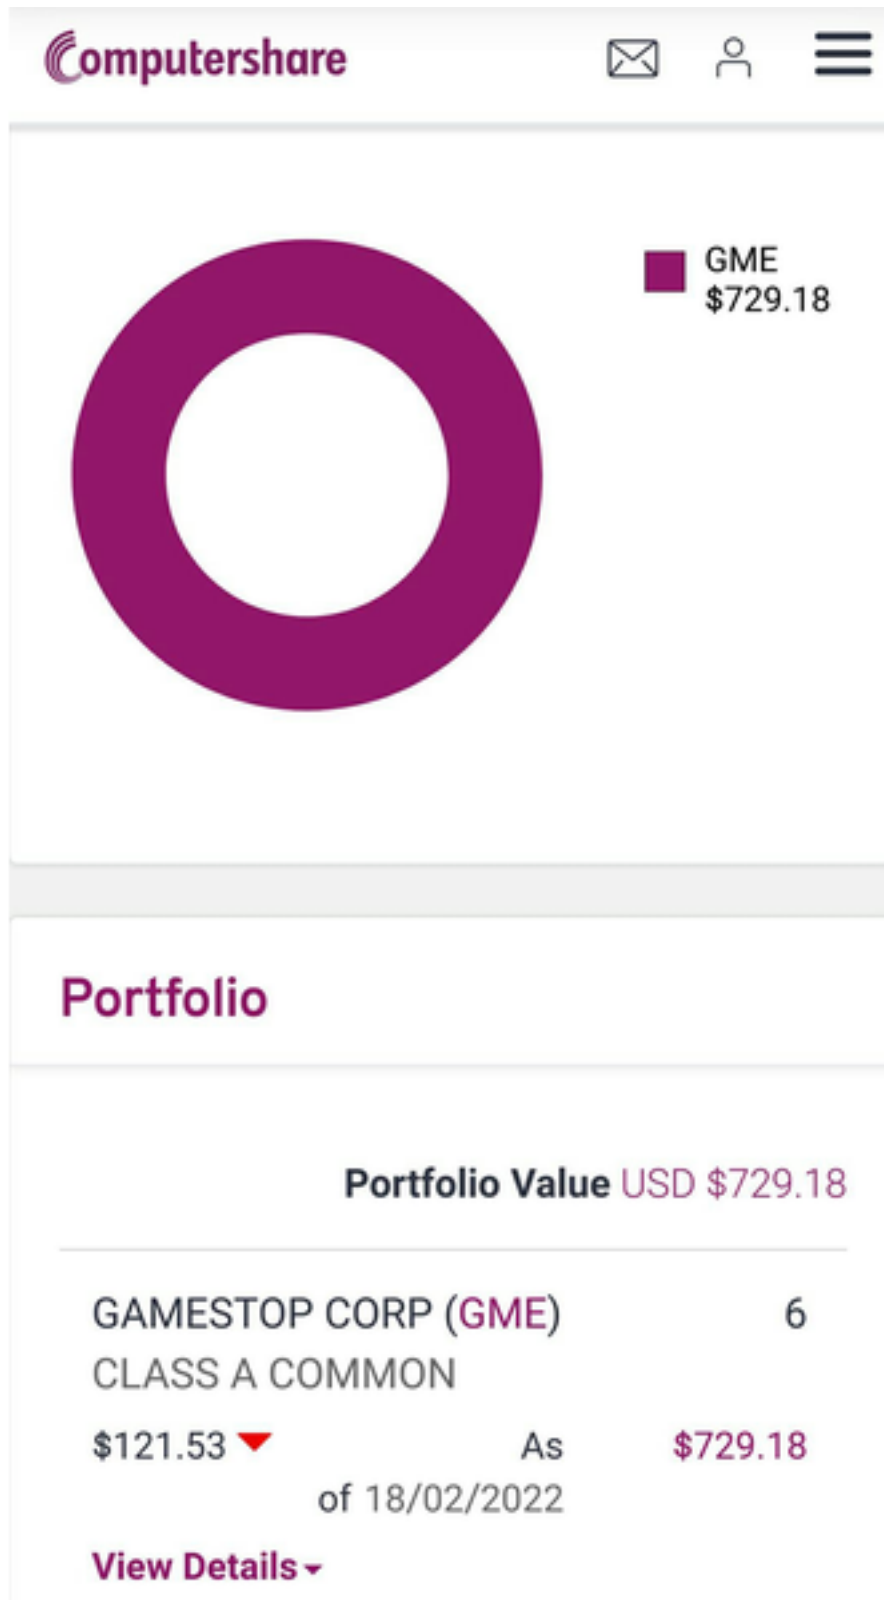 Computershare
GME
$729.18
Portfolio
Portfolio Value USD $729.18
GAMESTOP CORP (GME) 6
CLASS A COMMON
$121.53 As $729.18
of 18/02/2022
View Details